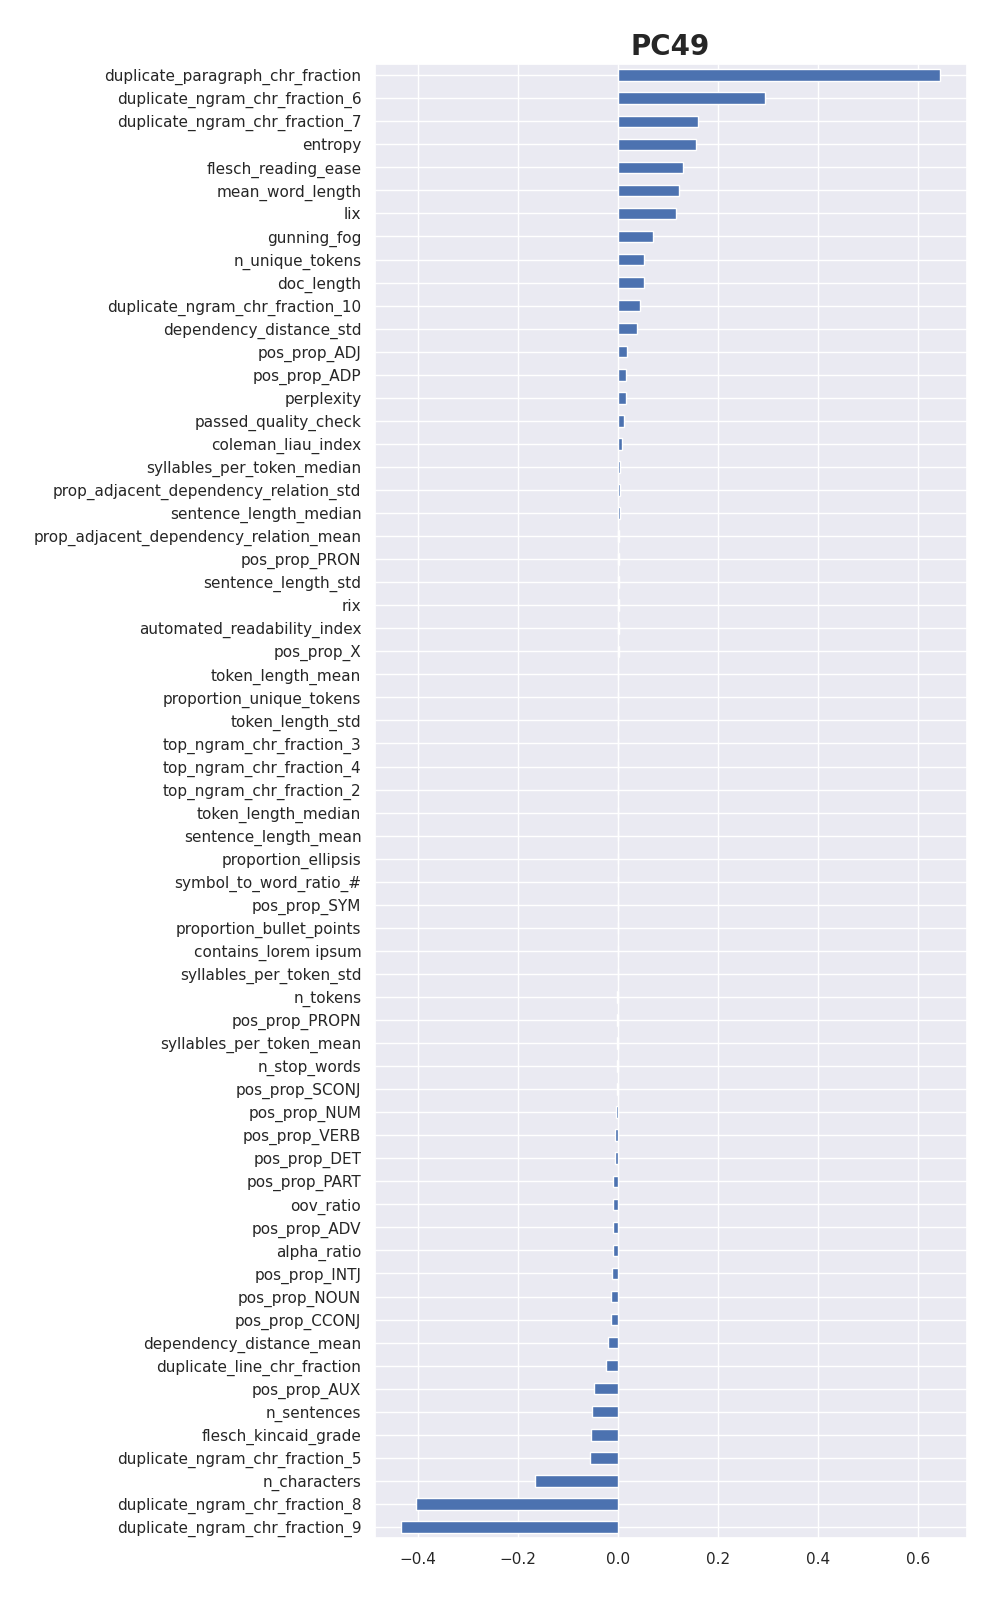 PC49
duplicate_paragraph_chr_fraction
duplicate_ngram_chr_fraction_6
duplicate_ngram_chr_fraction_7
entropy
flesch_reading_ease
mean_word_length
lix
gunning_fog
n_unique_tokens
doc_length
duplicate_ngram_chr_fraction_10
dependency_distance_std
pos_prop_ADJ
pos_prop_ADP
perplexity
passed_quality_check
coleman_liau_index
syllables_per_token_median
prop_adjacent_dependency_relation_std
sentence_length_median
prop_adjacent_dependency_relation_mean
pos_prop_PRON
sentence_length_std
rix
automated_readability_index
pos_prop_X
token_length_mean
proportion_unique_tokens
token_length_std
top_ngram_chr_fraction_3
top_ngram_chr_fraction_4
top_ngram_chr_fraction_2
token_length_median
sentence_length_mean
proportion_ellipsis
symbol_to_word_ratio_#
pos_prop_SYM
proportion_bullet_points
contains_lorem ipsum
syllables_per_token_std
n_tokens
pos_prop_PROPN
syllables_per_token_mean
n_stop_words
pos_prop_SCONJ
pos_prop_NUM
pos_prop_VERB
pos_prop_DET
pos_prop_PART
oov_ratio
pos_prop_ADV
alpha_ratio
pos_prop_INTJ
pos_prop_NOUN
pos_prop_CCONJ
dependency_distance_mean
duplicate_line_chr_fraction
pos_prop_AUX
n_sentences
flesch_kincaid_grade
duplicate_ngram_chr_fraction_5
n_characters
duplicate_ngram_chr_fraction_8
duplicate_ngram_chr_fraction_9
−0.4 −0.2 0.0 0.2 0.4 0.6